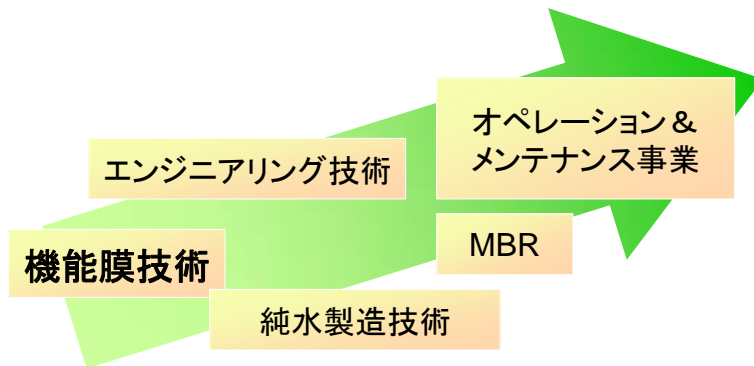 オペレーション＆
メンテナンス事業
エンジニアリング技術
MBR
機能膜技術
純水製造技術